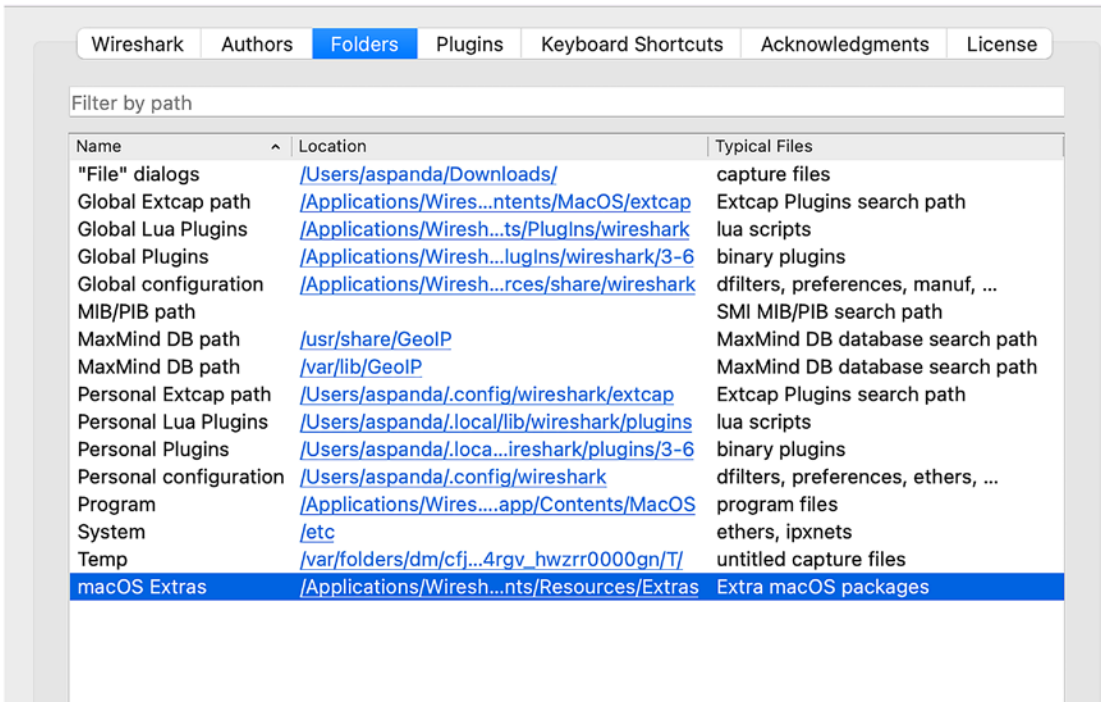 Wireshark Authors Folders Plugins Keyboard Shortcuts Acknowledgments License
Filter by path
Name Location Typical Files
"File" dialogs /Users/aspanda/Downloads/ capture files
Global Extcap path /Applications/Wires...ntents/MacOS/extcap Extcap Plugins search path
Global Lua Plugins /Applications/Wiresh...ts/PlugIns/wireshark lua scripts
Global Plugins /Applications/Wiresh...lugIns/wireshark/3-6 binary plugins
Global configuration /Applications/Wiresh...rces/share/wireshark dfilters, preferences, manuf, ...
MIB/PIB path SMI MIB/PIB search path
MaxMind DB path /usr/share/GeoIP MaxMind DB database search path
MaxMind DB path /var/lib/GeoIP MaxMind DB database search path
Personal Extcap path /Users/aspanda/.config/wireshark/extcap Extcap Plugins search path
Personal Lua Plugins /Users/aspanda/.local/lib/wireshark/plugins lua scripts
Personal Plugins /Users/aspanda/.loca...ireshark/plugins/3-6 binary plugins
Personal configuration /Users/aspanda/.config/wireshark dfilters, preferences, ethers, ...
Program /Applications/Wires....app/Contents/MacOS program files
System /etc ethers, ipxnets
Temp /var/folders/dm/cfj...4rgv_hwzrr0000gn/T/ untitled capture files
macOS Extras /Applications/Wiresh...nts/Resources/Extras Extra macOS packages